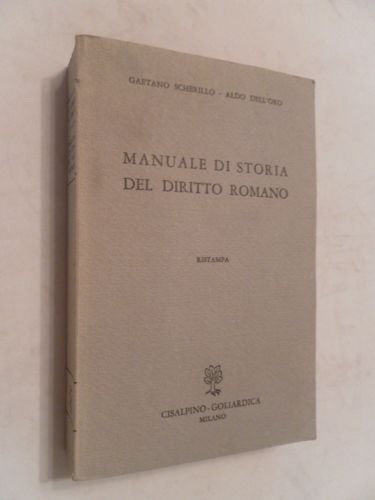 GAETANO SCHERILLO - ALDO DELL'ORO
MANUALE DI STORIA
DEL DIRITTO ROMANO
RISTAMPA
CISALPINO-GOLIARDICA
MILANO